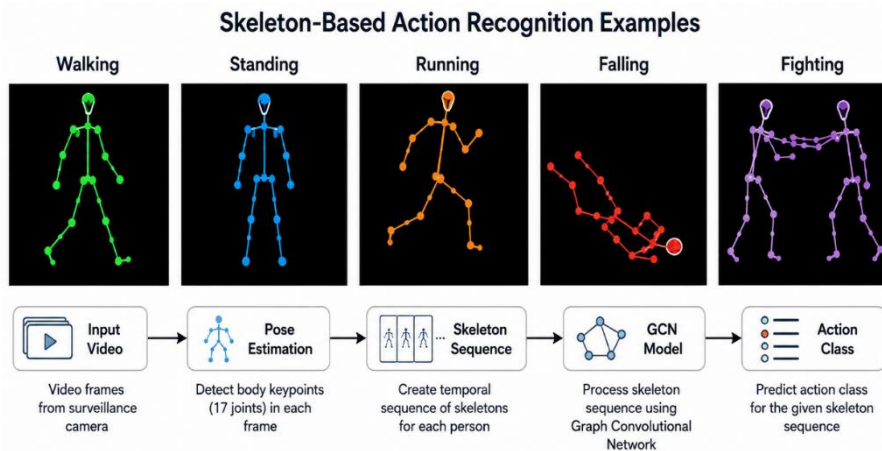 Skeleton-Based Action Recognition Examples
Walking
Standing
Running
Falling
Fighting
Input
Video
Pose
Estimation
... Skeleton
Sequence
GCN
Model
Action
Class
Video frames
from surveillance
camera
Detect body keypoints
(17 joints) in each
frame
Create temporal
sequence of skeletons
for each person
Process skeleton
sequence using
Graph Convolutional
Network
Predict action class
for the given skeleton
sequence